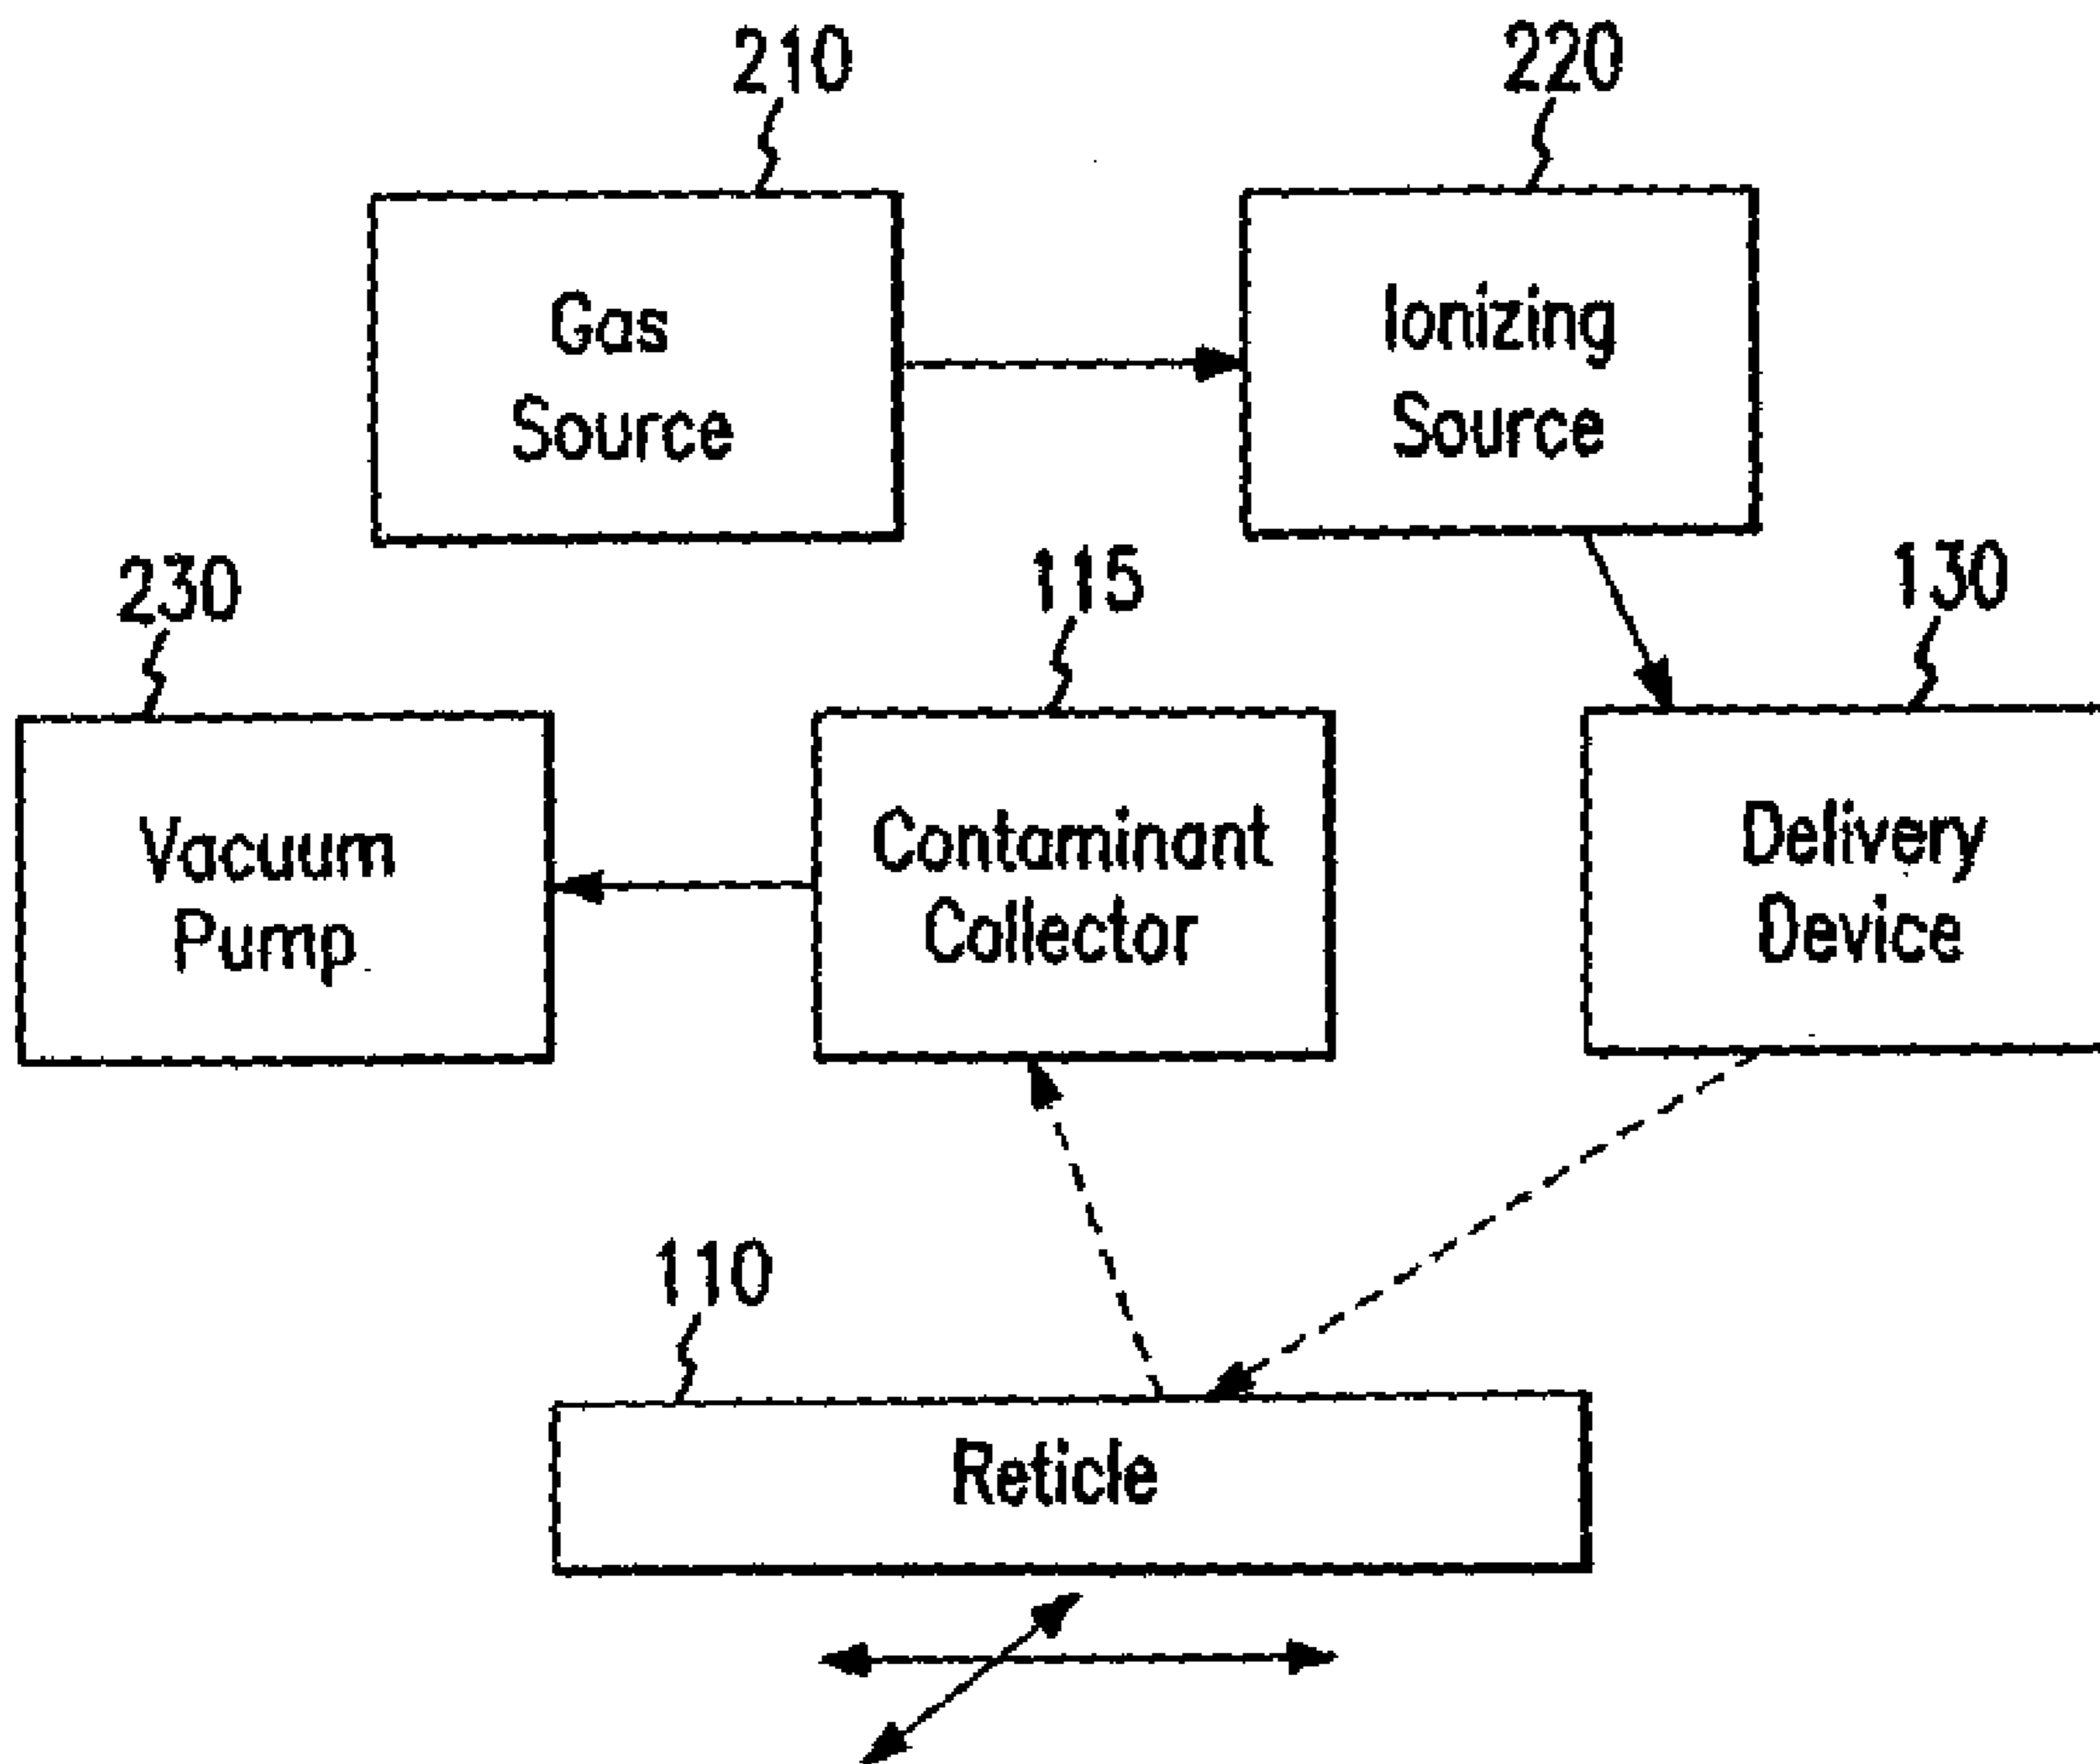 210
220
Gas
Source
Ionizing
Source
230
115
130
Vacuum
Pump
Contaminant
Collector
Delivery
Device
110
Reticle